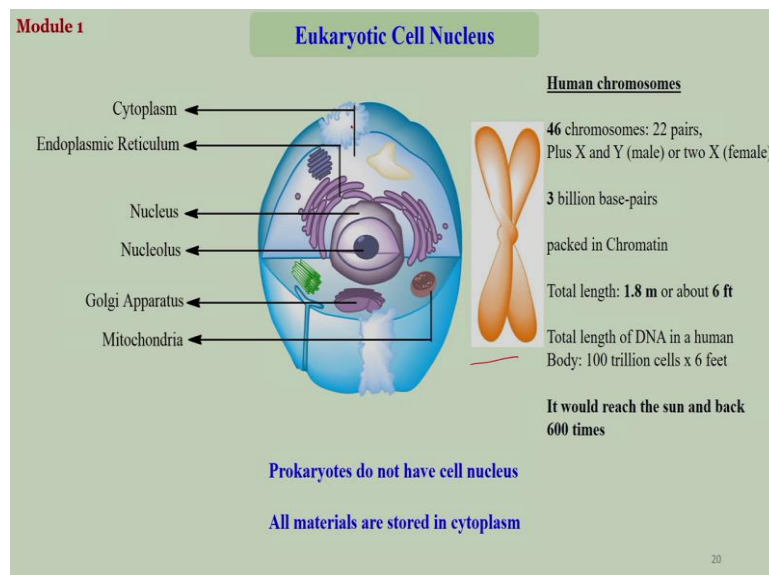 Module 1
Eukaryotic Cell Nucleus
Cytoplasm
Endoplasmic Reticulum
Nucleus
Nucleolus
Golgi Apparatus
Mitochondria
Human chromosomes
46 chromosomes: 22 pairs,
Plus X and Y (male) or two X (female)
3 billion base-pairs
packed in Chromatin
Total length: 1.8 m or about 6 ft
Total length of DNA in a human
Body: 100 trillion cells x 6 feet
It would reach the sun and back
600 times
Prokaryotes do not have cell nucleus
All materials are stored in cytoplasm
20